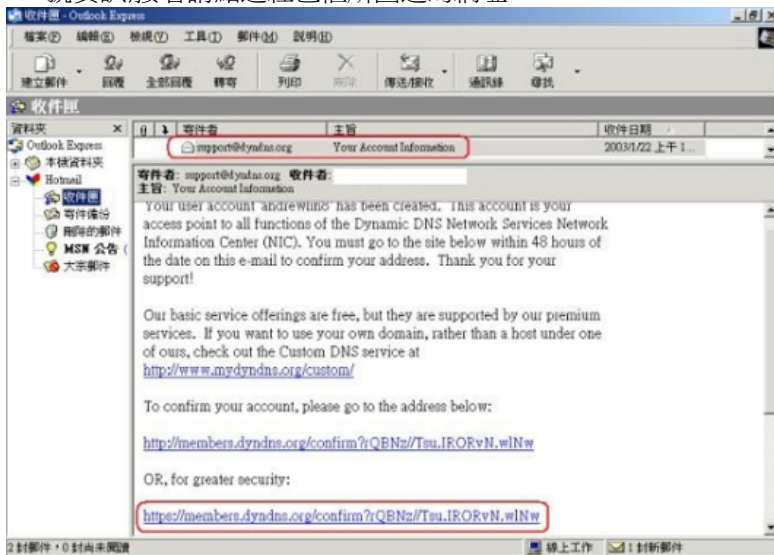 收件匣 - Outlook Express
檔案(F) 編輯(E) 檢視(V) 工具(T) 郵件(M) 說明(H)
建立郵件 回覆 全部回覆 轉寄 列印 刪除 傳送/接收 通訊錄 尋找
收件匣
資料夾
寄件者 主旨 收件日期
support@dyndns.org Your Account Information 2003/1/22 上午 1...
Outlook Express
本機資料夾
Hotmail
收件匣
寄件備份
刪除的郵件
MSN 公告 (
大宗郵件
寄件者: support@dyndns.org 收件者:
主旨: Your Account Information
Your user account andrewlin8 has been created. This account is your
access point to all functions of the Dynamic DNS Network Services Network
Information Center (NIC). You must go to the site below within 48 hours of
the date on this e-mail to confirm your address. Thank you for your
support!
Our basic service offerings are free, but they are supported by our premium
services. If you want to use your own domain, rather than a host under one
of ours, check out the Custom DNS service at
http://www.mydyndns.org/custom/
To confirm your account, please go to the address below:
http://members.dyndns.org/confirm?rQBNz//Tsu.IRORvN.wlNw
OR, for greater security:
https://members.dyndns.org/confirm?rQBNz//Tsu.IRORvN.wlNw
2 封郵件,0 封尚未閱讀 線上工作 1 封新郵件